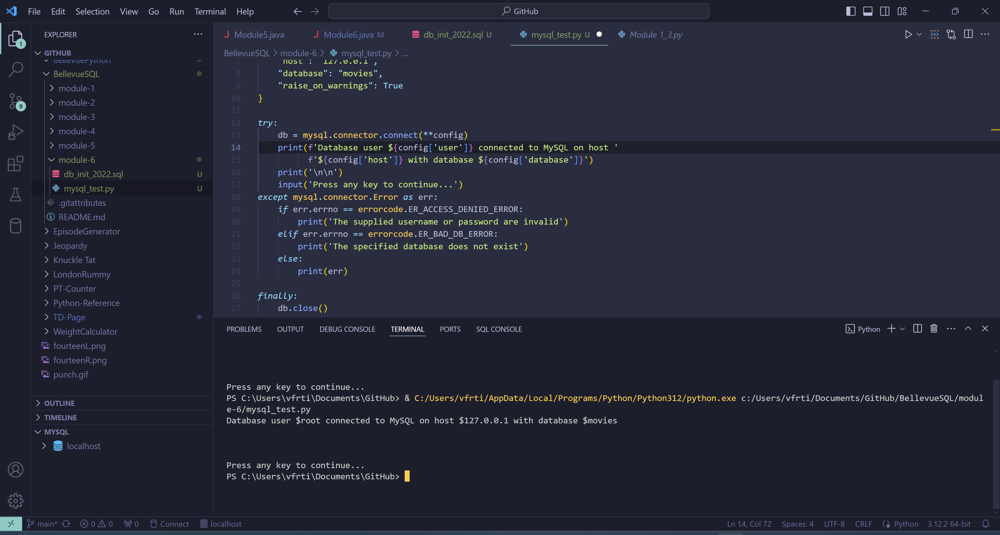 File Edit Selection View Go Run Terminal Help
GitHub
EXPLORER
GITHUB
BellevuePython
BellevueSQL
module-1
module-2
module-3
module-4
module-5
module-6
db_init_2022.sql U
mysql_test.py U
.gitattributes
README.md
EpisodeGenerator
Jeopardy
Knuckle Tat
LondonRummy
PT-Counter
Python-Reference
TD-Page
WeightCalculator
fourteenL.png
fourteenR.png
punch.gif
OUTLINE
TIMELINE
MYSQL
localhost
1
9
Module5.java Module6.java M db_init_2022.sql U mysql_test.py U Module 1_3.py
BellevueSQL > module-6 > mysql_test.py > ...
7 "host": "127.0.0.1",
8 "database": "movies",
9 "raise_on_warnings": True
10 }
11
12 try:
13 db = mysql.connector.connect(**config)
14 print(f'Database user ${config['user']} connected to MySQL on host '
15 f'${config['host']} with database ${config['database']}')
16 print('\n\n')
17 input('Press any key to continue...')
18 except mysql.connector.Error as err:
19 if err.errno == errorcode.ER_ACCESS_DENIED_ERROR:
20 print('The supplied username or password are invalid')
21 elif err.errno == errorcode.ER_BAD_DB_ERROR:
22 print('The specified database does not exist')
23 else:
24 print(err)
25
26 finally:
27 db.close()
PROBLEMS OUTPUT DEBUG CONSOLE TERMINAL PORTS SQL CONSOLE
Python
Press any key to continue...
PS C:\Users\vfrti\Documents\GitHub> & C:/Users/vfrti/AppData/Local/Programs/Python/Python312/python.exe c:/Users/vfrti/Documents/GitHub/BellevueSQL/modul
e-6/mysql_test.py
Database user $root connected to MySQL on host $127.0.0.1 with database $movies
Press any key to continue...
PS C:\Users\vfrti\Documents\GitHub>
main* 0 0 0 Connect localhost
Ln 14, Col 72 Spaces: 4 UTF-8 CRLF Python 3.12.2 64-bit